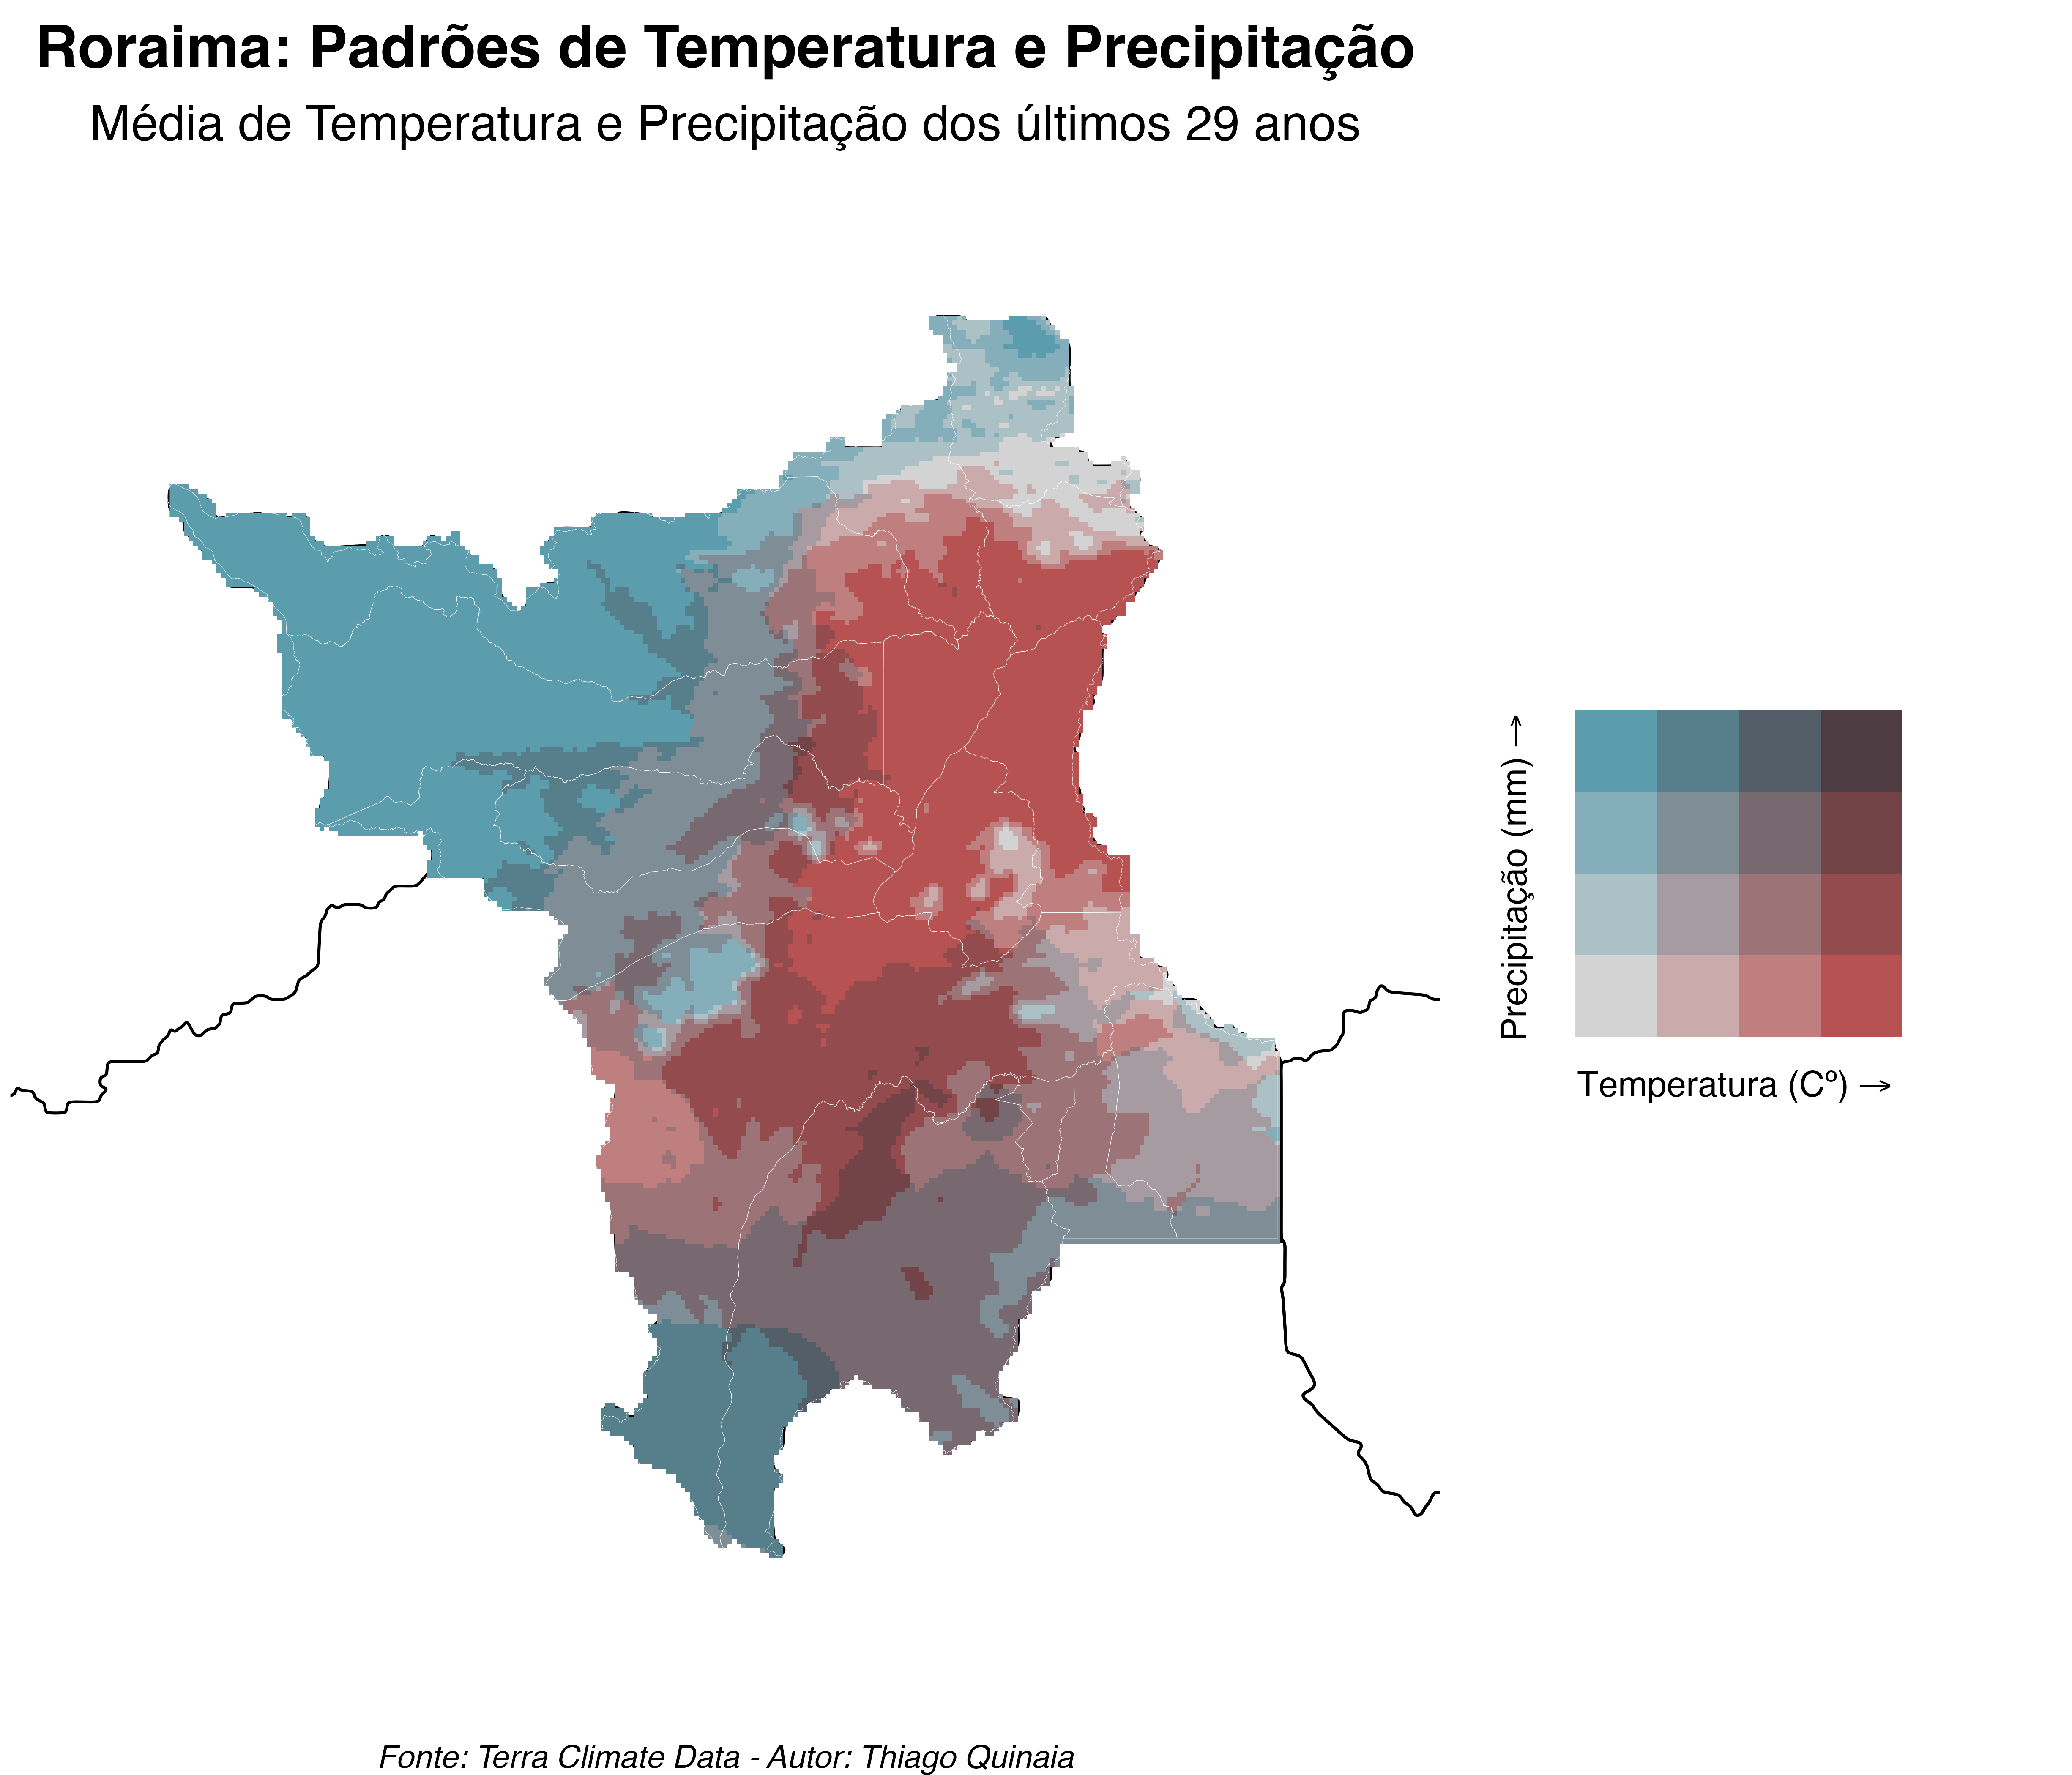 Roraima: Padrões de Temperatura e Precipitação
Média de Temperatura e Precipitação dos últimos 29 anos
Precipitação (mm) →
Temperatura (Cº) →
Fonte: Terra Climate Data - Autor: Thiago Quinaia